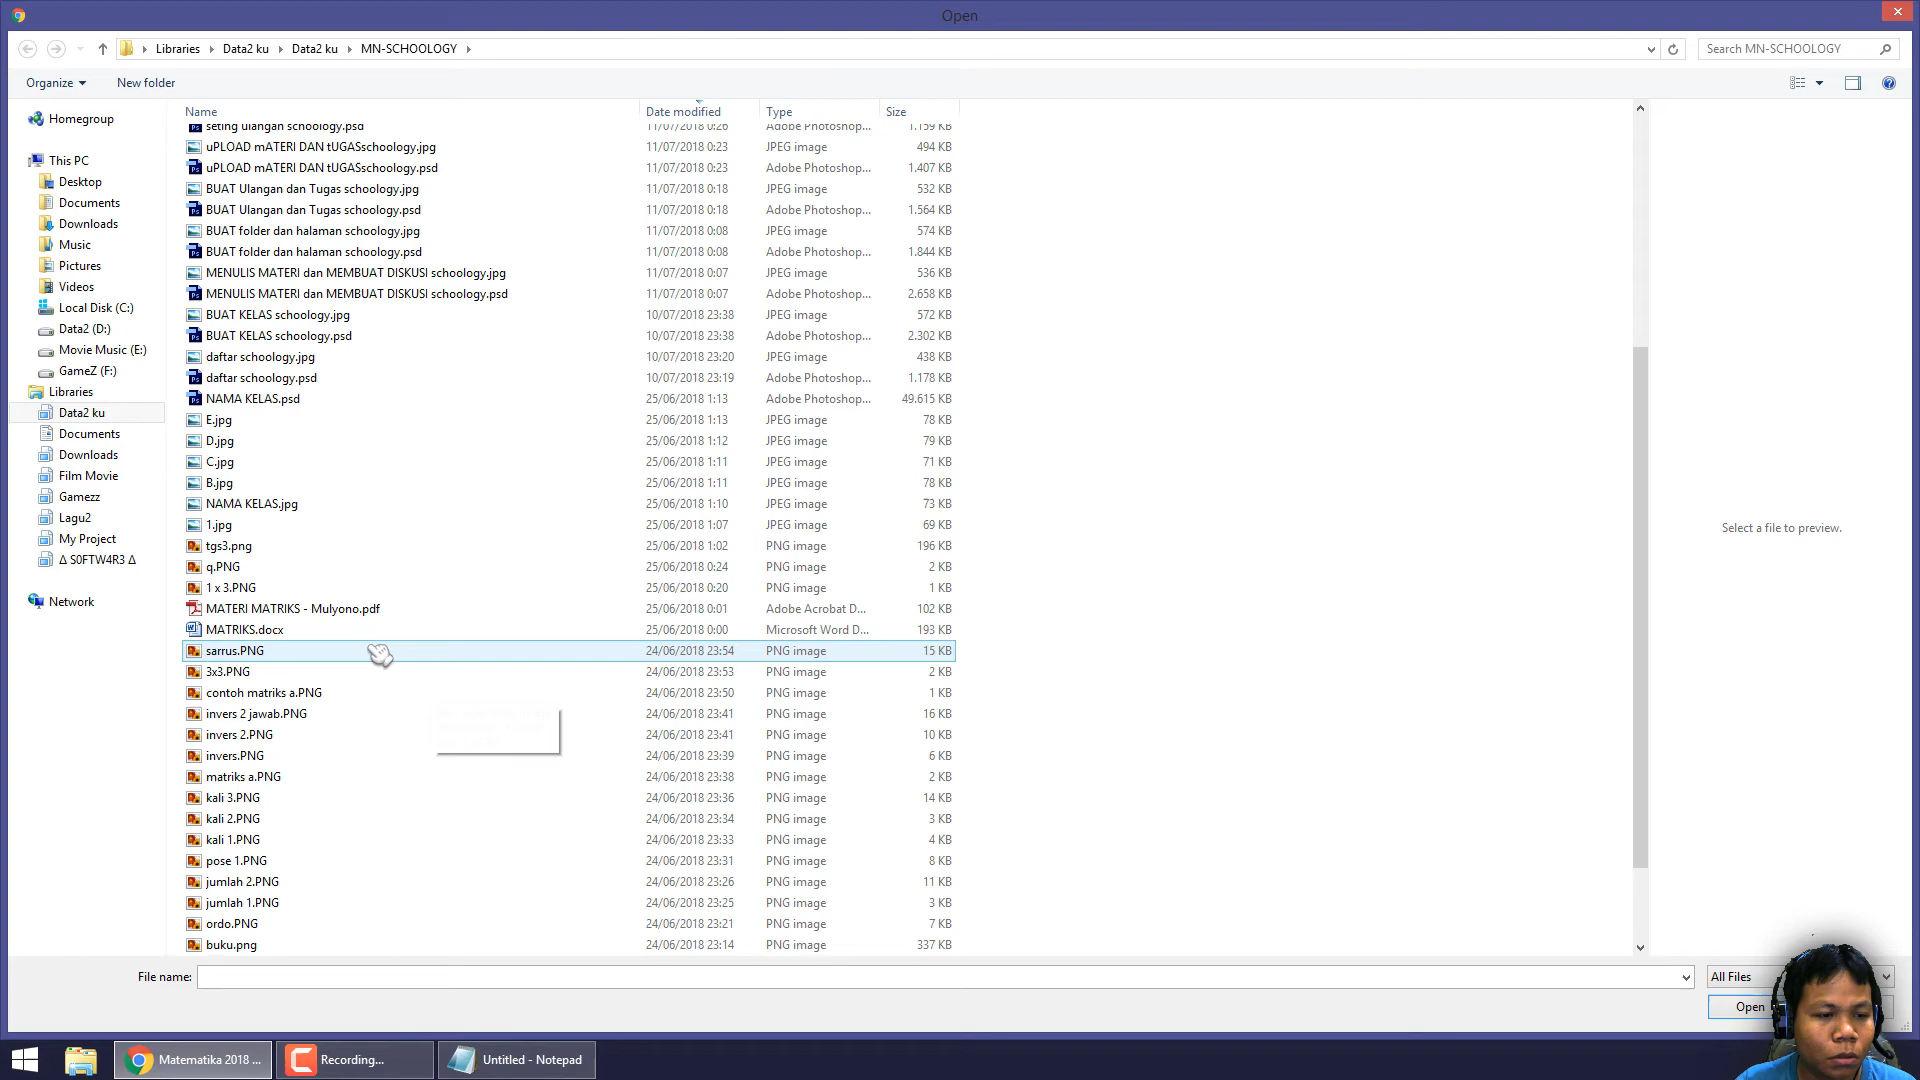 Open
Libraries Data2 ku Data2 ku MN-SCHOOLOGY
Search MN-SCHOOLOGY
Organize New folder
Name Date modified Type Size
seting ulangan schoology.psd 11/07/2018 0:26 Adobe Photoshop... 1.159 KB
uPLOAD mATERI DAN tUGASschoology.jpg 11/07/2018 0:23 JPEG image 494 KB
uPLOAD mATERI DAN tUGASschoology.psd 11/07/2018 0:23 Adobe Photoshop... 1.407 KB
BUAT Ulangan dan Tugas schoology.jpg 11/07/2018 0:18 JPEG image 532 KB
BUAT Ulangan dan Tugas schoology.psd 11/07/2018 0:18 Adobe Photoshop... 1.564 KB
BUAT folder dan halaman schoology.jpg 11/07/2018 0:08 JPEG image 574 KB
BUAT folder dan halaman schoology.psd 11/07/2018 0:08 Adobe Photoshop... 1.844 KB
MENULIS MATERI dan MEMBUAT DISKUSI schoology.jpg 11/07/2018 0:07 JPEG image 536 KB
MENULIS MATERI dan MEMBUAT DISKUSI schoology.psd 11/07/2018 0:07 Adobe Photoshop... 2.658 KB
BUAT KELAS schoology.jpg 10/07/2018 23:38 JPEG image 572 KB
BUAT KELAS schoology.psd 10/07/2018 23:38 Adobe Photoshop... 2.302 KB
daftar schoology.jpg 10/07/2018 23:20 JPEG image 438 KB
daftar schoology.psd 10/07/2018 23:19 Adobe Photoshop... 1.178 KB
NAMA KELAS.psd 25/06/2018 1:13 Adobe Photoshop... 49.615 KB
E.jpg 25/06/2018 1:13 JPEG image 78 KB
D.jpg 25/06/2018 1:12 JPEG image 79 KB
C.jpg 25/06/2018 1:11 JPEG image 71 KB
B.jpg 25/06/2018 1:11 JPEG image 78 KB
NAMA KELAS.jpg 25/06/2018 1:10 JPEG image 73 KB
1.jpg 25/06/2018 1:07 JPEG image 69 KB
tgs3.png 25/06/2018 1:02 PNG image 196 KB
q.PNG 25/06/2018 0:24 PNG image 2 KB
1 x 3.PNG 25/06/2018 0:20 PNG image 1 KB
MATERI MATRIKS - Mulyono.pdf 25/06/2018 0:01 Adobe Acrobat D... 102 KB
MATRIKS.docx 25/06/2018 0:00 Microsoft Word D... 193 KB
sarrus.PNG 24/06/2018 23:54 PNG image 15 KB
3x3.PNG 24/06/2018 23:53 PNG image 2 KB
contoh matriks a.PNG 24/06/2018 23:50 PNG image 1 KB
invers 2 jawab.PNG 24/06/2018 23:41 PNG image 16 KB
invers 2.PNG 24/06/2018 23:41 PNG image 10 KB
invers.PNG 24/06/2018 23:39 PNG image 6 KB
matriks a.PNG 24/06/2018 23:38 PNG image 2 KB
kali 3.PNG 24/06/2018 23:36 PNG image 14 KB
kali 2.PNG 24/06/2018 23:34 PNG image 3 KB
kali 1.PNG 24/06/2018 23:33 PNG image 4 KB
pose 1.PNG 24/06/2018 23:31 PNG image 8 KB
jumlah 2.PNG 24/06/2018 23:26 PNG image 11 KB
jumlah 1.PNG 24/06/2018 23:25 PNG image 3 KB
ordo.PNG 24/06/2018 23:21 PNG image 7 KB
buku.png 24/06/2018 23:14 PNG image 337 KB
Homegroup
This PC
Desktop
Documents
Downloads
Music
Pictures
Videos
Local Disk (C:)
Data2 (D:)
Movie Music (E:)
GameZ (F:)
Libraries
Data2 ku
Documents
Downloads
Film Movie
Gamezz
Lagu2
My Project
Δ S0FTW4R3 Δ
Network
Select a file to preview.
File name:
All Files
Open
Matematika 2018 ...
Recording...
Untitled - Notepad